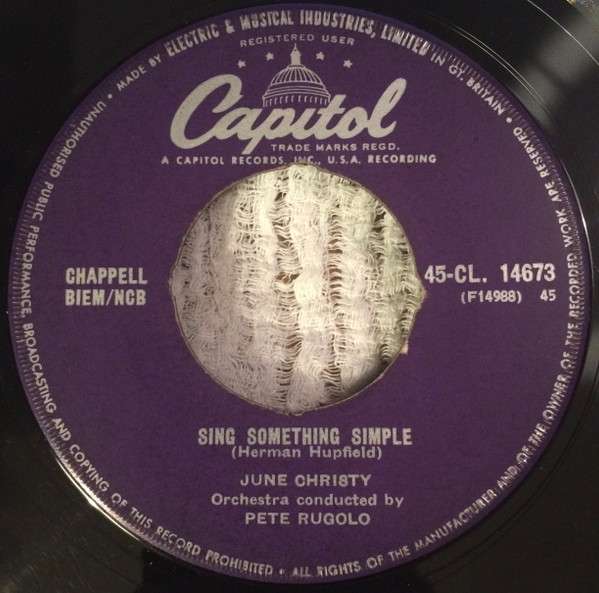 MADE BY ELECTRIC & MUSICAL INDUSTRIES, LIMITED IN GT. BRITAIN
REGISTERED USER
Capitol
TRADE MARKS REGD.
A CAPITOL RECORDS, INC., U.S.A. RECORDING
CHAPPELL
BIEM/NCB
45-CL. 14673
(F14988) 45
SING SOMETHING SIMPLE
(Herman Hupfield)
JUNE CHRISTY
Orchestra conducted by
PETE RUGOLO
• ALL RIGHTS OF THE MANUFACTURER AND OF THE OWNER OF THE RECORDED WORK ARE RESERVED • UNAUTHORISED PUBLIC PERFORMANCE, BROADCASTING AND COPYING OF THIS RECORD PROHIBITED